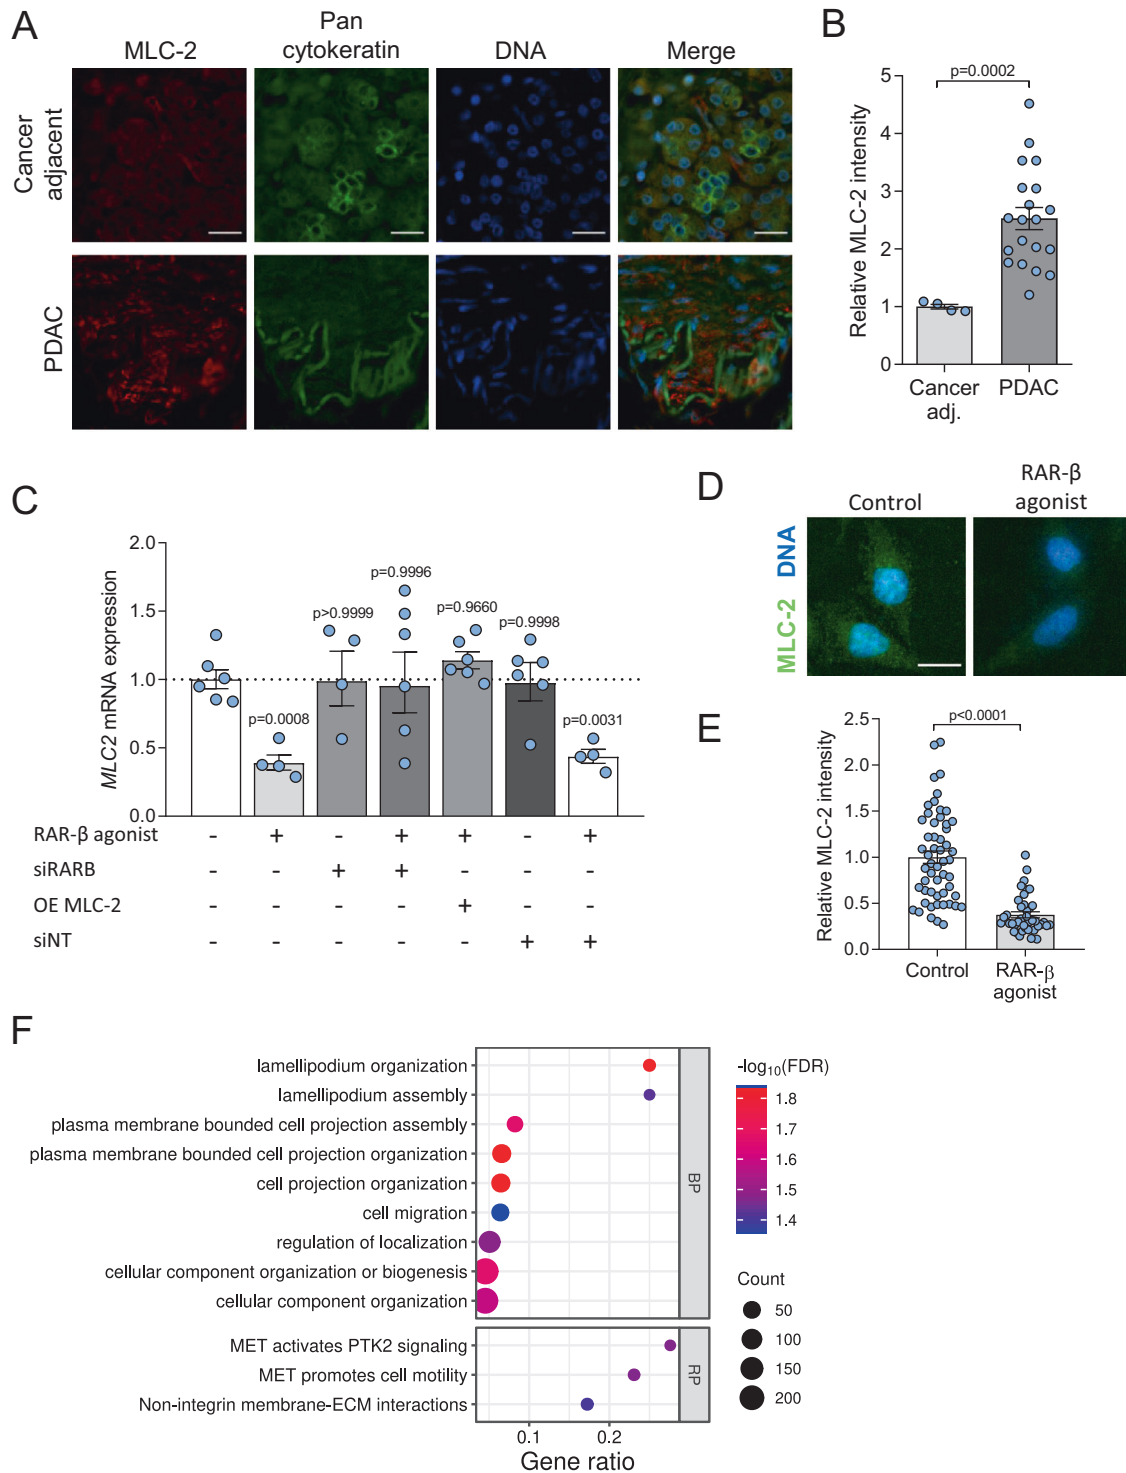 A
MLC-2
Pan
cytokeratin
DNA
Merge
Cancer
adjacent
PDAC
B
p=0.0002
Relative MLC-2 intensity
5
4
3
2
1
0
Cancer
adj.
PDAC
C
MLC2 mRNA expression
2.0
1.5
1.0
0.5
0.0
p=0.0008
p>0.9999
p=0.9996
p=0.9660
p=0.9998
p=0.0031
RAR-β agonist - + - + + - +
siRARB - - + + - - -
OE MLC-2 - - - - + - -
siNT - - - - - + +
D
Control
RAR-β
agonist
MLC-2 DNA
E
p<0.0001
Relative MLC-2 intensity
2.5
2.0
1.5
1.0
0.5
0.0
Control
RAR-β
agonist
F
lamellipodium organization
lamellipodium assembly
plasma membrane bounded cell projection assembly
plasma membrane bounded cell projection organization
cell projection organization
cell migration
regulation of localization
cellular component organization or biogenesis
cellular component organization
BP
MET activates PTK2 signaling
MET promotes cell motility
Non-integrin membrane-ECM interactions
RP
0.1 0.2
Gene ratio
-log₁₀(FDR)
1.8
1.7
1.6
1.5
1.4
Count
50
100
150
200